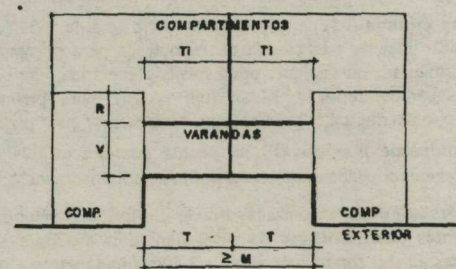 COMPARTIMENTOS
TI TI
R
VARANDAS
V
COMP. COMP
EXTERIOR
T T
≥ M